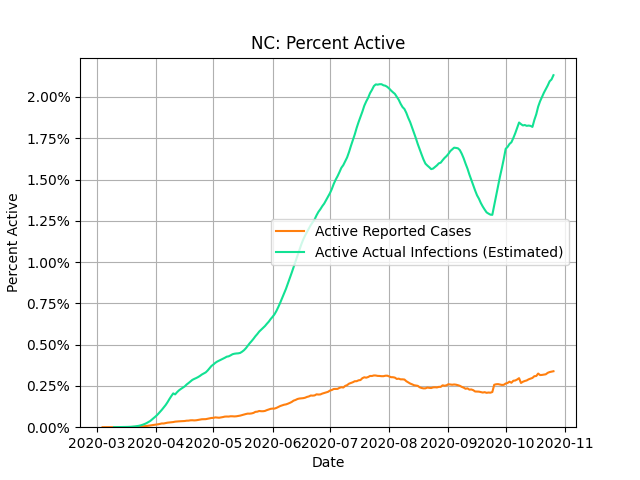 NC: Percent Active
Percent Active
2.00%
1.75%
1.50%
1.25%
1.00%
0.75%
0.50%
0.25%
0.00%
Active Reported Cases
Active Actual Infections (Estimated)
2020-03 2020-04 2020-05 2020-06 2020-07 2020-08 2020-09 2020-10 2020-11
Date